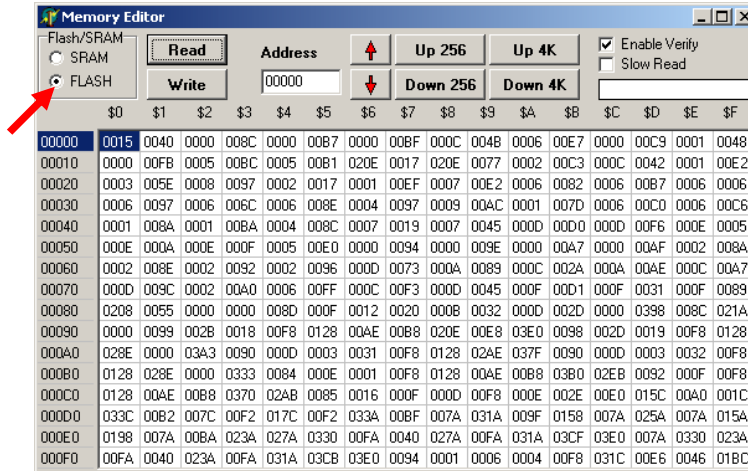 Memory Editor
Flash/SRAM
SRAM
FLASH
Read
Write
Address
00000
Up 256
Down 256
Up 4K
Down 4K
Enable Verify
Slow Read
$0 $1 $2 $3 $4 $5 $6 $7 $8 $9 $A $B $C $D $E $F
00000 0015 0040 0000 008C 0000 00B7 0000 00BF 000C 004B 0006 00E7 0000 00C9 0001 0048
00010 0000 00FB 0005 00BC 0005 00B1 020E 0017 020E 0077 0002 00C3 000C 0042 0001 00E2
00020 0003 005E 0008 0097 0002 0017 0001 00EF 0007 00E2 0006 0082 0006 00B7 0006 0006
00030 0006 0097 0006 006C 0006 008E 0004 0097 0009 00AC 0001 007D 0006 00C0 0006 00C6
00040 0001 008A 0001 00BA 0004 008C 0007 0019 0007 0045 000D 00D0 000D 00F6 000E 0005
00050 000E 000A 000E 000F 0005 00E0 0000 0094 0000 009E 0000 00A7 0000 00AF 0002 008A
00060 0002 008E 0002 0092 0002 0096 000D 0073 000A 0089 000C 002A 000A 00AE 000C 00A7
00070 000D 009C 0002 00A0 0006 00FF 000C 00F3 000D 0045 000F 00D1 000F 0031 000F 0089
00080 0208 0055 0000 0000 008D 000F 0012 0020 000B 0032 000D 002D 0000 0398 008C 021A
00090 0000 0099 002B 0018 00F8 0128 00AE 00B8 020E 00E8 03E0 0098 002D 0019 00F8 0128
000A0 028E 0000 03A3 0090 000D 0003 0031 00F8 0128 02AE 037F 0090 000D 0003 0032 00F8
000B0 0128 028E 0000 0333 0084 000E 0001 00F8 0128 00AE 00B8 03B0 02EB 0092 000F 00F8
000C0 0128 00AE 00B8 0370 02AB 0085 0016 000F 000D 00F8 000E 002E 00E0 015C 00A0 001C
000D0 033C 00B2 007C 00F2 017C 00F2 033A 00BF 007A 031A 009F 0158 007A 025A 007A 015A
000E0 0198 007A 00BA 023A 027A 0330 00FA 0040 027A 00FA 031A 03CF 03E0 007A 0330 023A
000F0 00FA 0040 023A 00FA 031A 03CB 03E0 0094 0001 0006 0004 00F8 031C 00E6 0046 01BC